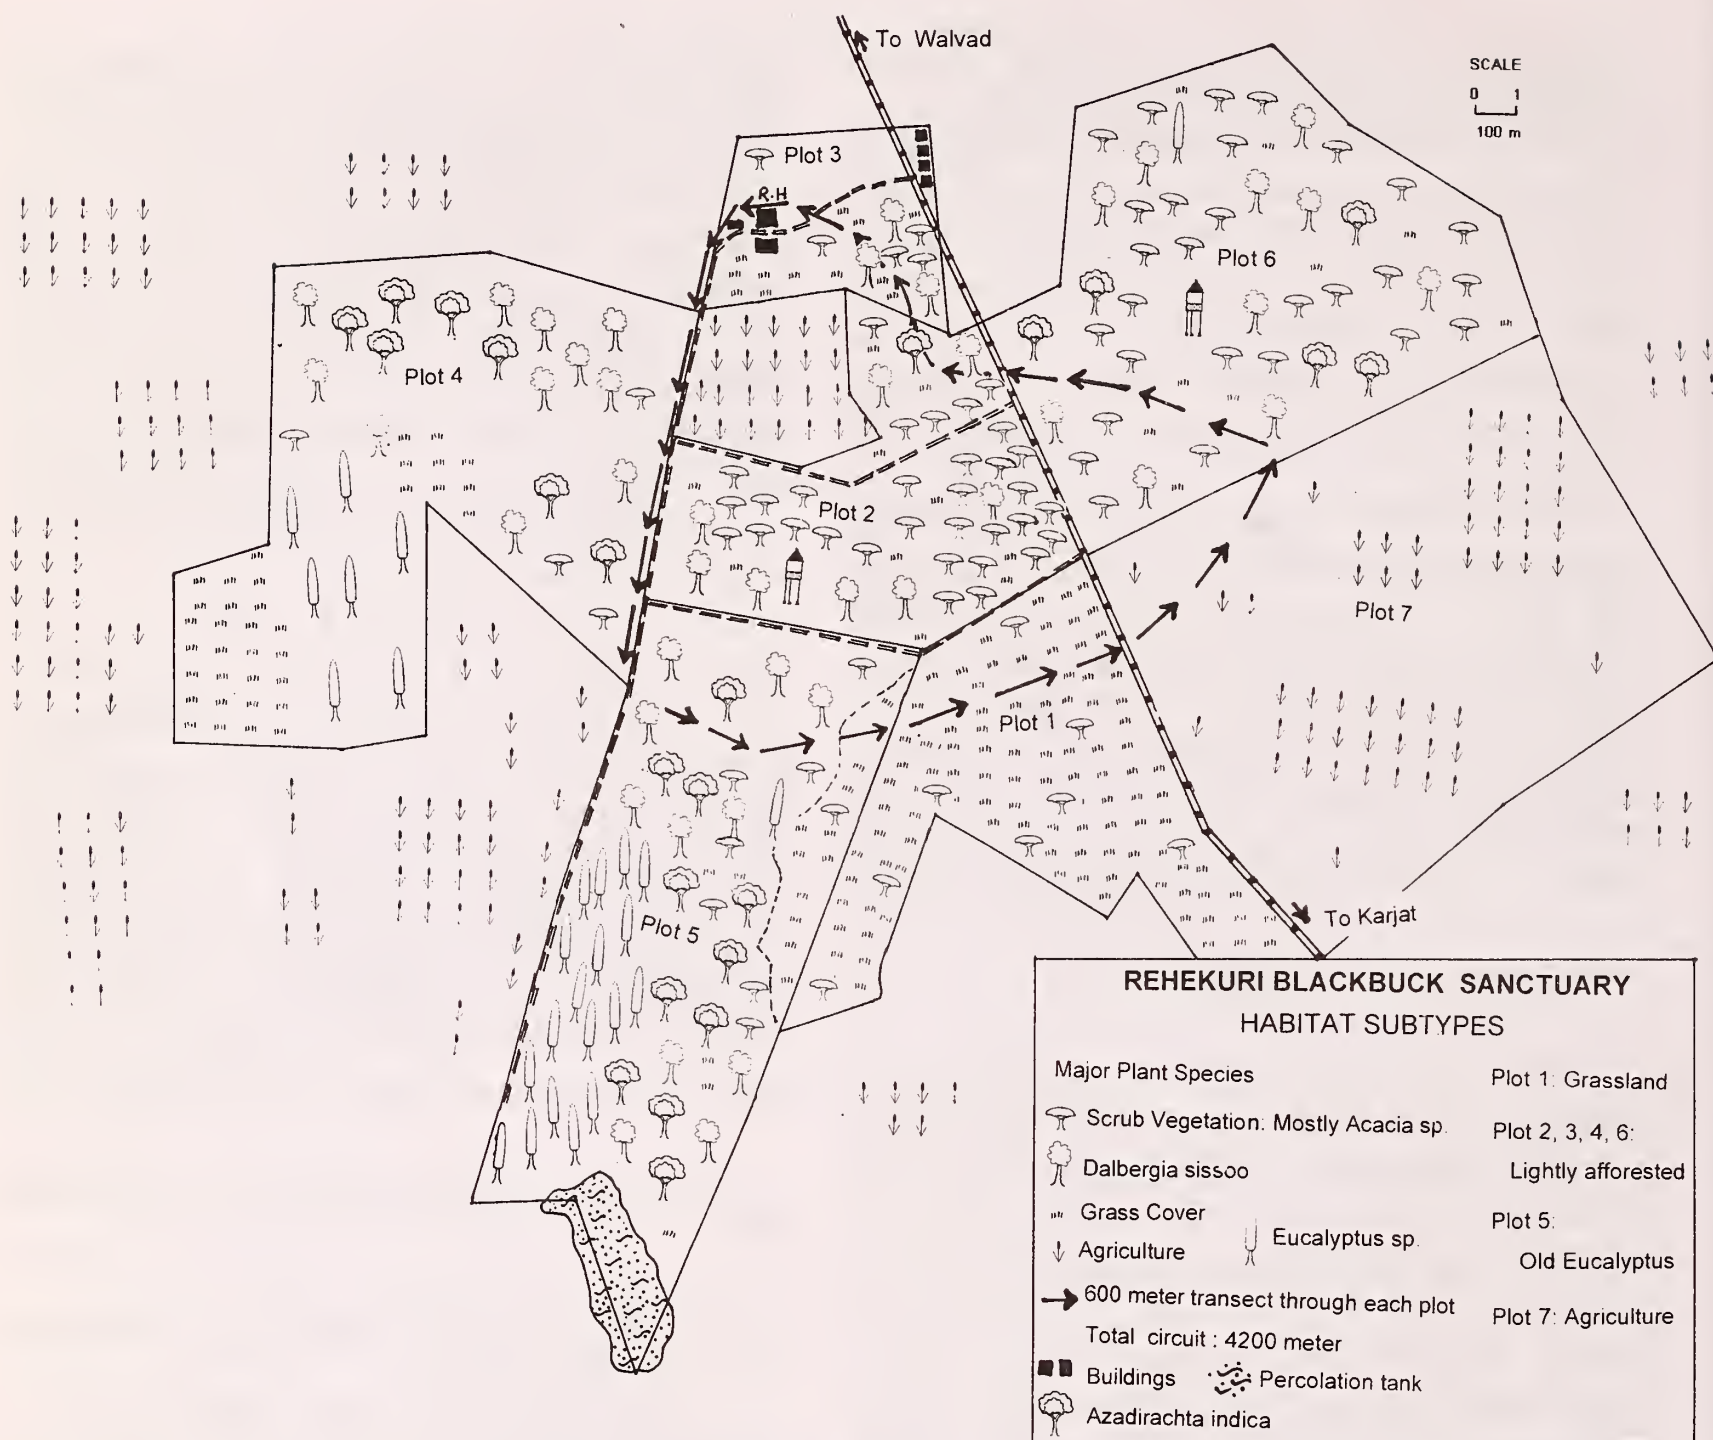 To Walvad
SCALE
0 1
100 m
Plot 3
R.H
Plot 6
Plot 4
Plot 2
Plot 7
Plot 1
Plot 5
To Karjat
REHEKURI BLACKBUCK SANCTUARY
HABITAT SUBTYPES
Major Plant Species
Scrub Vegetation: Mostly Acacia sp.
Dalbergia sissoo
Grass Cover
Eucalyptus sp.
Agriculture
600 meter transect through each plot
Total circuit : 4200 meter
Buildings
Percolation tank
Azadirachta indica
Plot 1: Grassland
Plot 2, 3, 4, 6:
Lightly afforested
Plot 5:
Old Eucalyptus
Plot 7: Agriculture